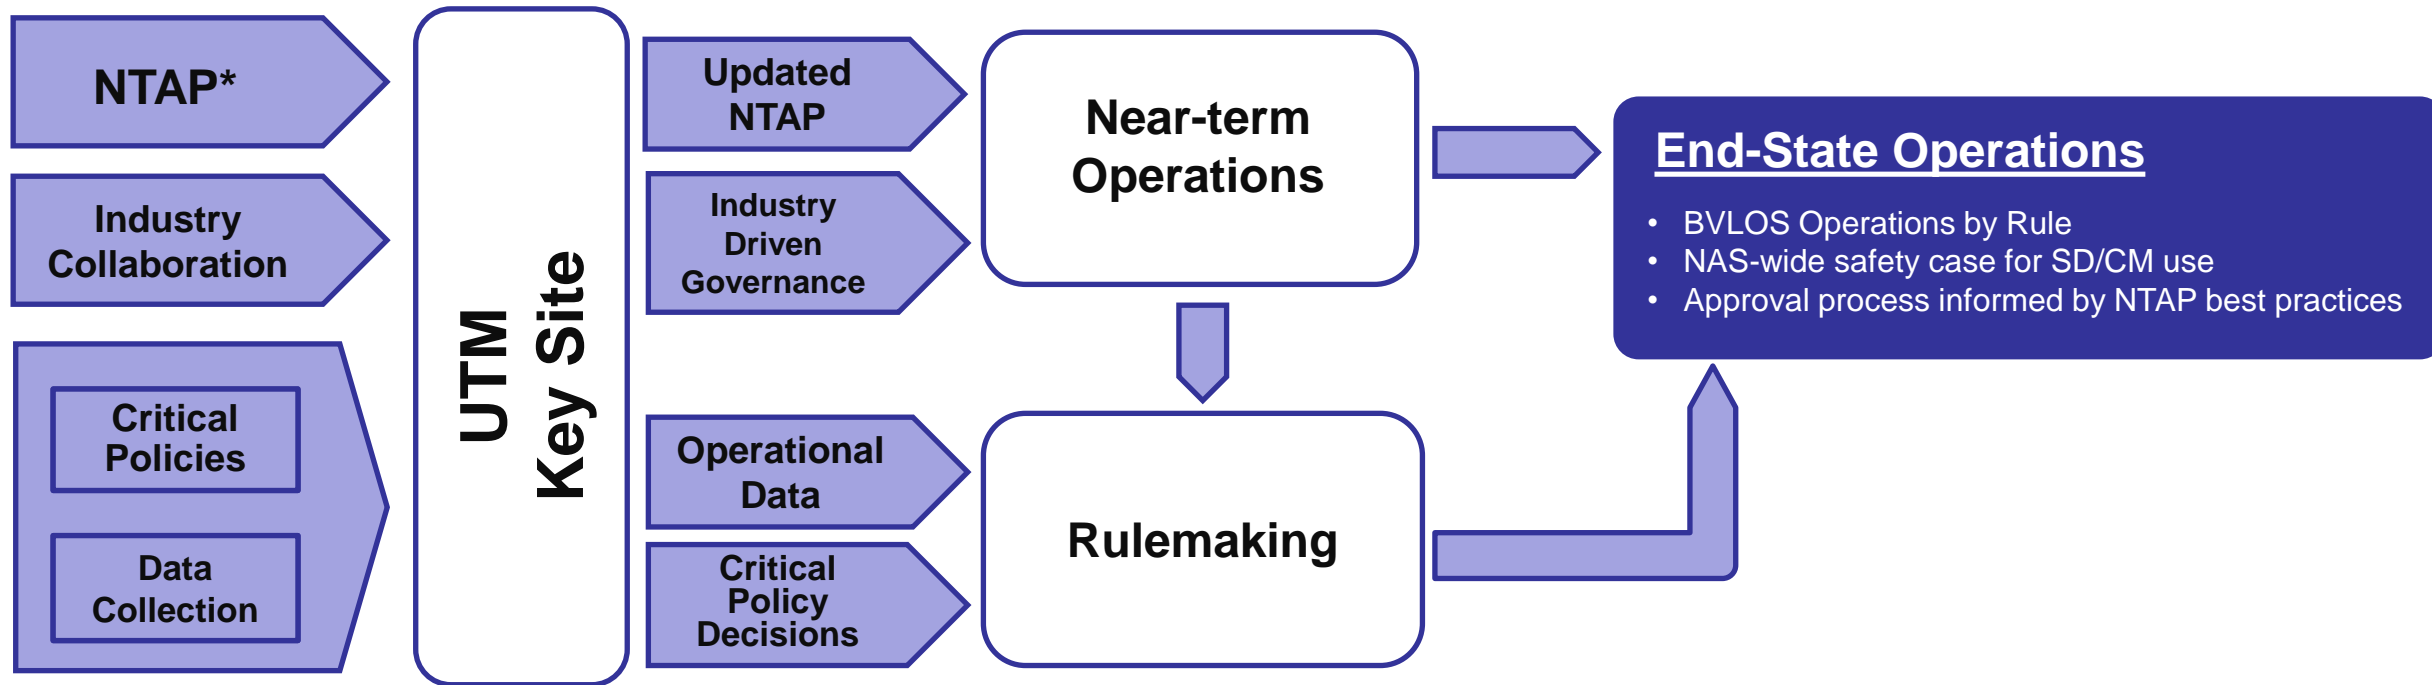 NTAP*
Industry
Collaboration
Critical
Policies
Data
Collection
UTM
Key Site
Updated
NTAP
Industry
Driven
Governance
Operational
Data
Critical
Policy
Decisions
Near-term
Operations
Rulemaking
End-State Operations
• BVLOS Operations by Rule
• NAS-wide safety case for SD/CM use
• Approval process informed by NTAP best practices